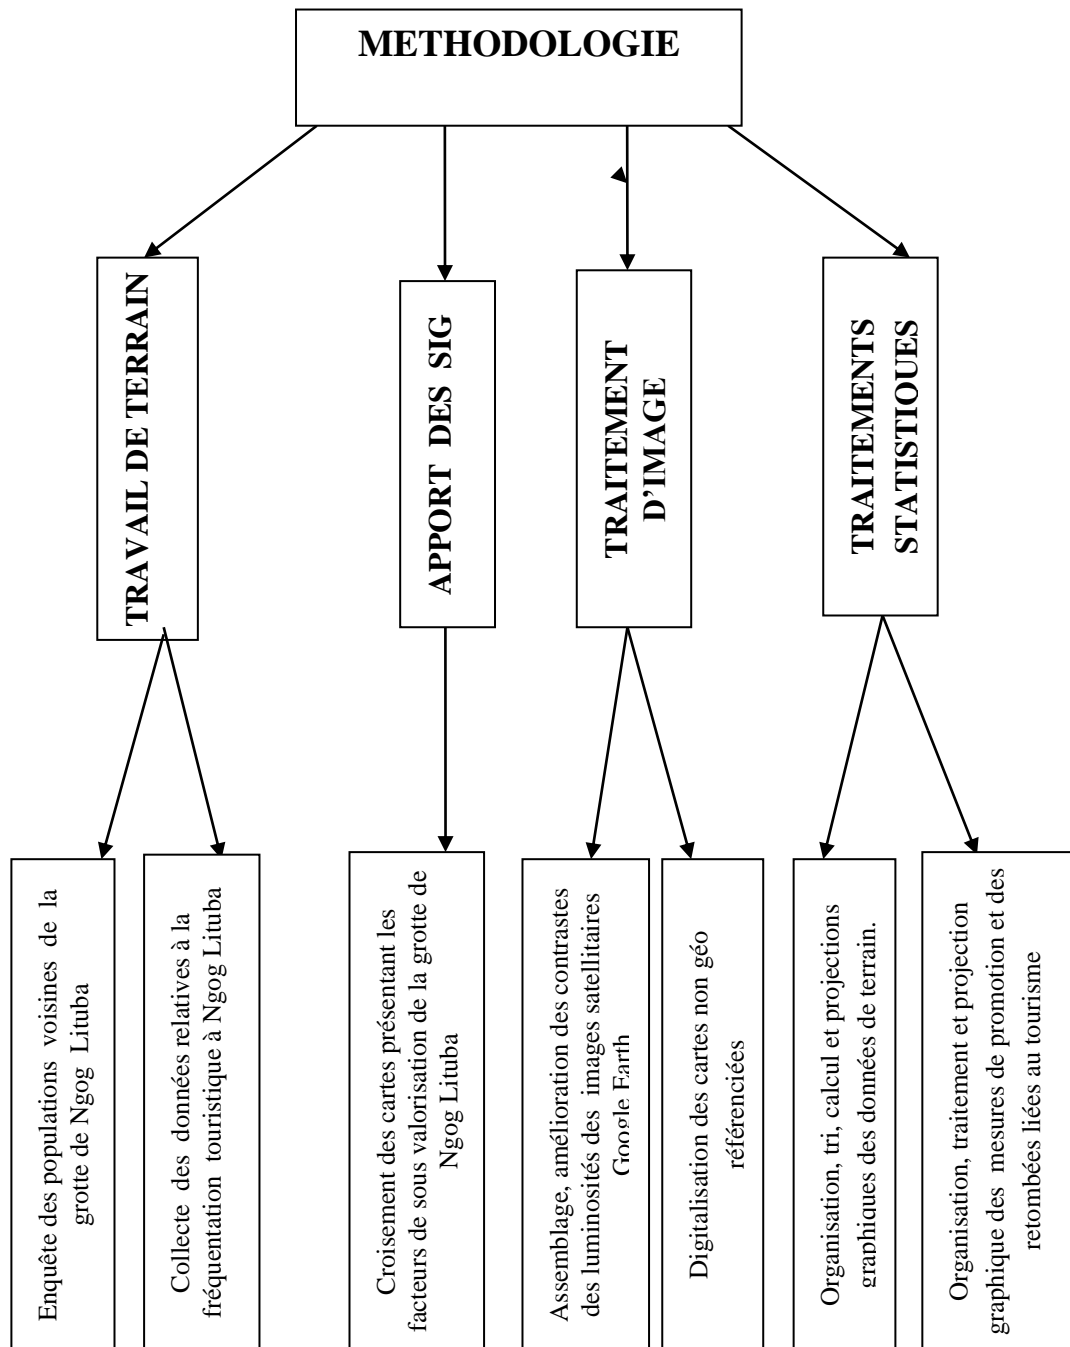 METHODOLOGIE
TRAVAIL DE TERRAIN
APPORT DES SIG
TRAITEMENT
D'IMAGE
TRAITEMENTS
STATISTIQUES
Enquête des populations voisines de la
grotte de Ngog Lituba
Collecte des données relatives à la
fréquentation touristique à Ngog Lituba
Croisement des cartes présentant les
facteurs de sous valorisation de la grotte de
Ngog Lituba
Assemblage, amélioration des contrastes
des luminosités des images satellitaires
Google Earth
Digitalisation des cartes non géo
référenciées
Organisation, tri, calcul et projections
graphiques des données de terrain.
Organisation, traitement et projection
graphique des mesures de promotion et des
retombées liées au tourisme